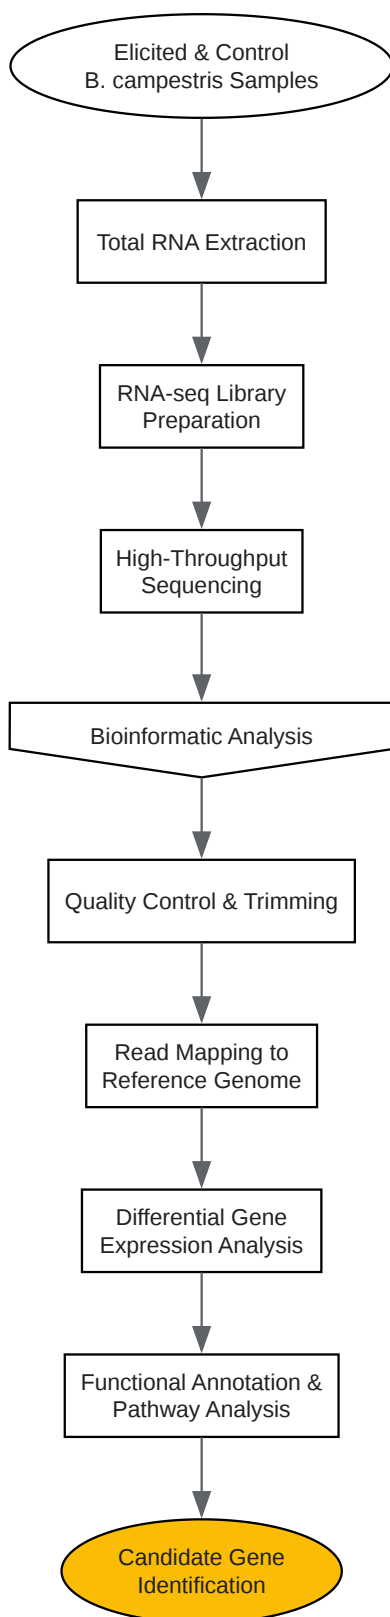 Elicited & Control
B. campestris Samples
Total RNA Extraction
RNA-seq Library
Preparation
High-Throughput
Sequencing
Bioinformatic Analysis
Quality Control & Trimming
Read Mapping to
Reference Genome
Differential Gene
Expression Analysis
Functional Annotation &
Pathway Analysis
Candidate Gene
Identification